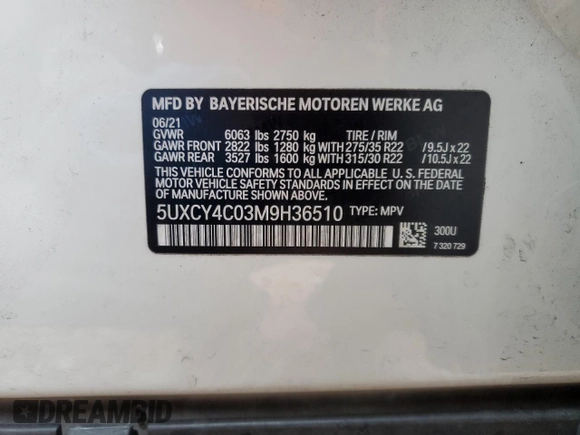 MFD BY BAYERISCHE MOTOREN WERKE AG
06/21
GVWR 6063 lbs 2750 kg TIRE / RIM
GAWR FRONT 2822 lbs 1280 kg WITH 275/35 R22 /9.5J x 22
GAWR REAR 3527 lbs 1600 kg WITH 315/30 R22 /10.5J x 22
THIS VEHICLE CONFORMS TO ALL APPLICABLE U. S. FEDERAL
MOTOR VEHICLE SAFETY STANDARDS IN EFFECT ON
THE DATE OF MANUFACTURE SHOWN ABOVE.
5UXCY4C03M9H36510 TYPE: MPV
300U
7 320 729
DREAMBID